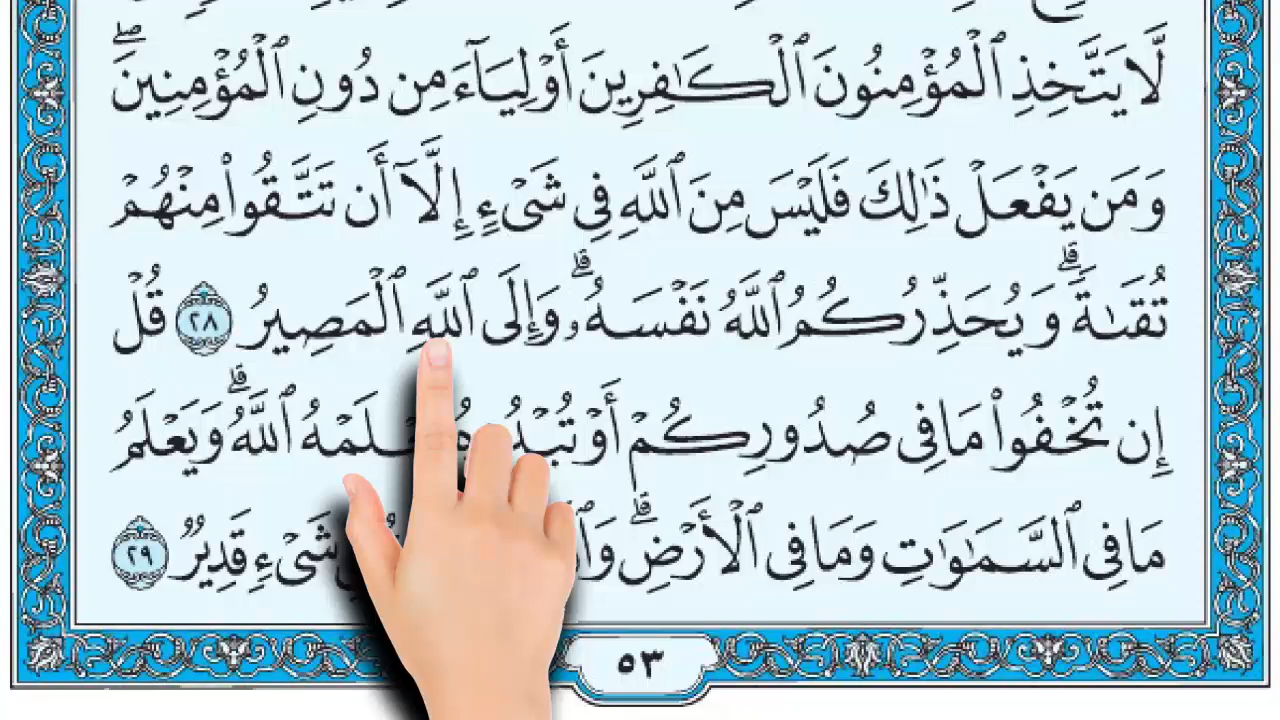 لَّا يَتَّخِذِ ٱلْمُؤْمِنُونَ ٱلْكَـٰفِرِينَ أَوْلِيَآءَ مِن دُونِ ٱلْمُؤْمِنِينَ ۖ
وَمَن يَفْعَلْ ذَٰلِكَ فَلَيْسَ مِنَ ٱللَّهِ فِى شَىْءٍ إِلَّآ أَن تَتَّقُوا۟ مِنْهُمْ
تُقَىٰةً ۗ وَيُحَذِّرُكُمُ ٱللَّهُ نَفْسَهُۥ ۗ وَإِلَى ٱللَّهِ ٱلْمَصِيرُ ٢٨ قُلْ
إِن تُخْفُوا۟ مَا فِى صُدُورِكُمْ أَوْ ٱللَّهُ ۗ وَيَعْلَمُ
مَا فِى ٱلسَّمَـٰوَٰتِ وَمَا فِى ٱلْأَرْضِ ۗ شَىْءٍ قَدِيرٌ ٢٩
٥٣